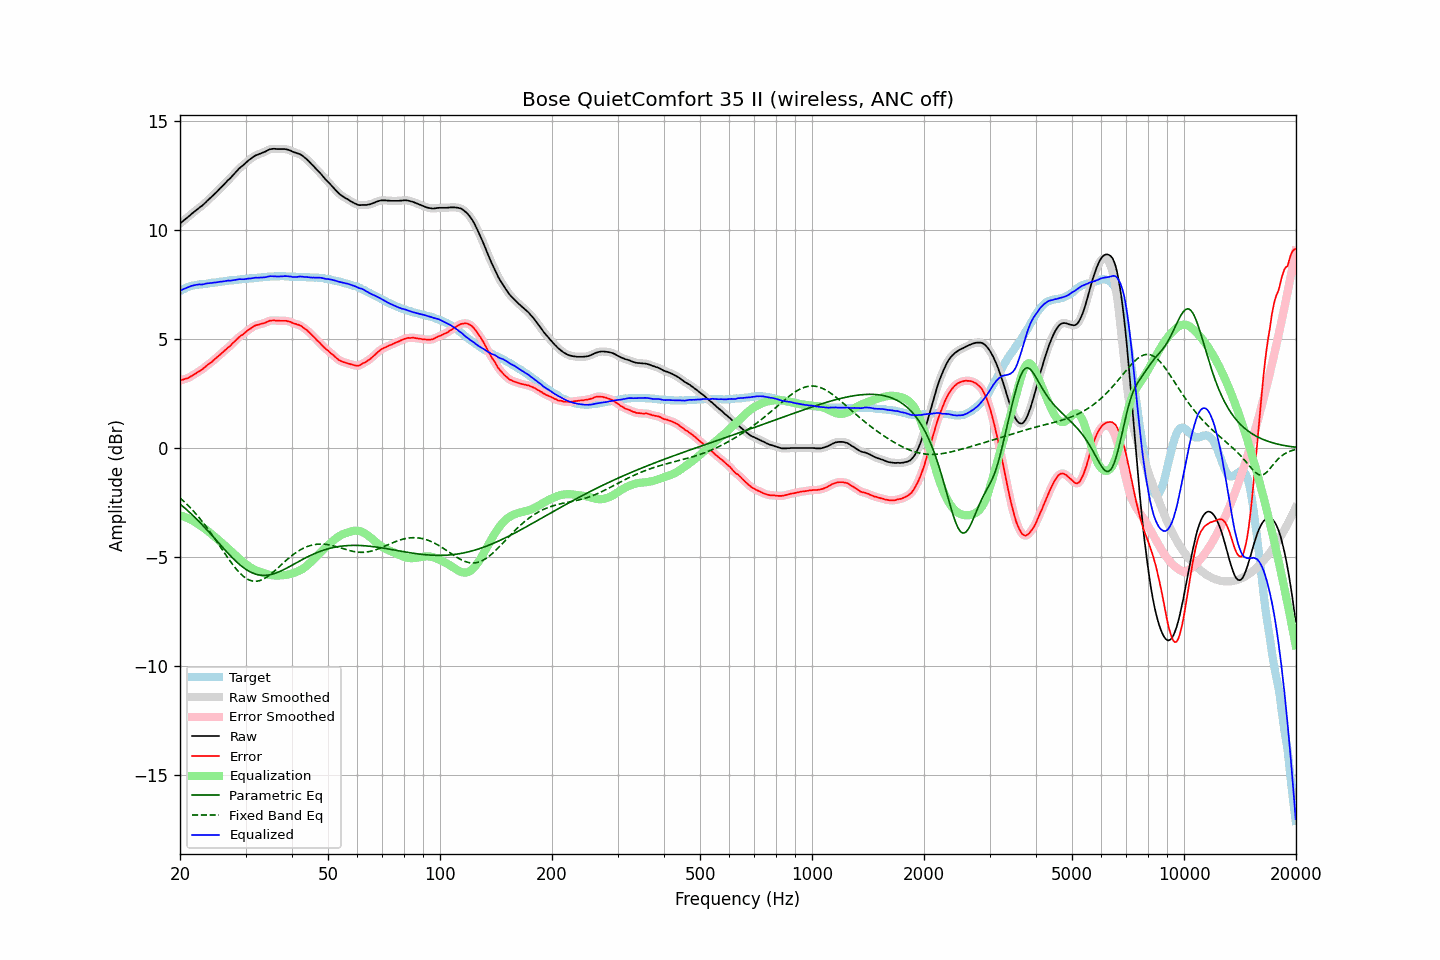 Bose QuietComfort 35 II (wireless, ANC off)
15
10
5
0
−5
−10
−15
Amplitude (dBr)
Target
Raw Smoothed
Error Smoothed
Raw
Error
Equalization
Parametric Eq
Fixed Band Eq
Equalized
20 50 100 200 500 1000 2000 5000 10000 20000
Frequency (Hz)